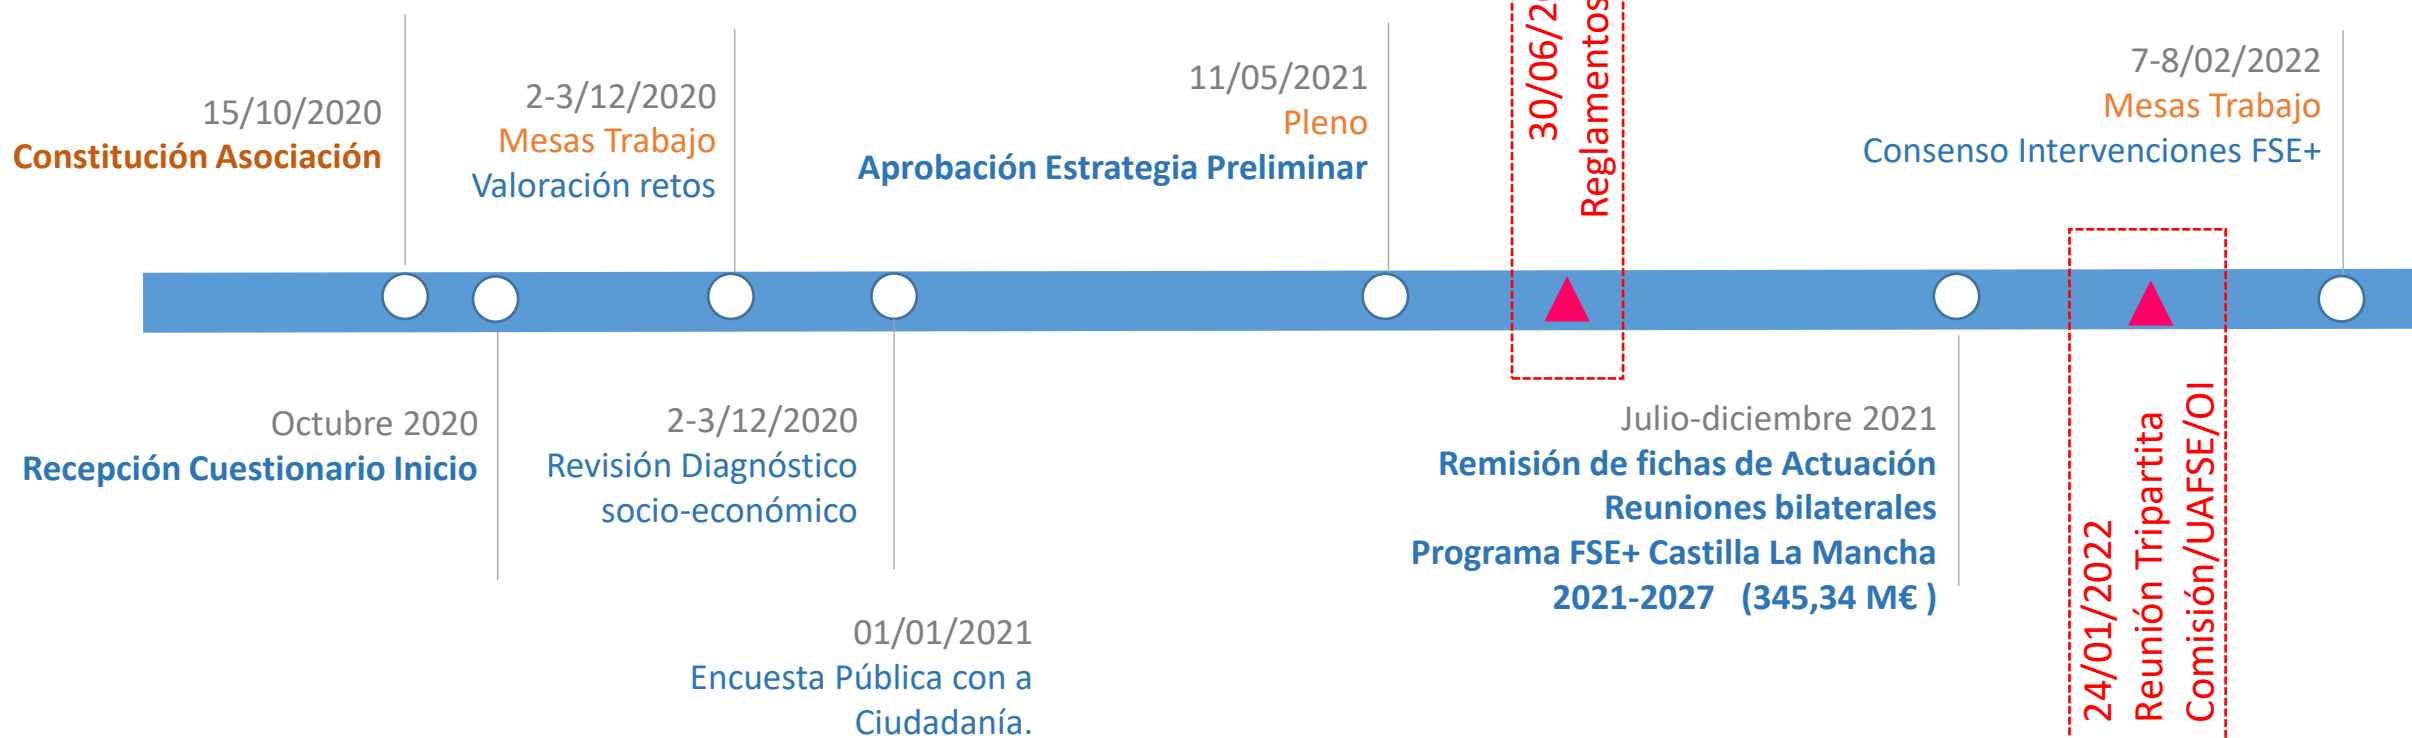 15/10/2020
Constitución Asociación
2-3/12/2020
Mesas Trabajo
Valoración retos
11/05/2021
Pleno
Aprobación Estrategia Preliminar
30/06/2
Reglamentos
7-8/02/2022
Mesas Trabajo
Consenso Intervenciones FSE+
Octubre 2020
Recepción Cuestionario Inicio
2-3/12/2020
Revisión Diagnóstico
socio-económico
01/01/2021
Encuesta Pública con a
Ciudadanía.
Julio-diciembre 2021
Remisión de fichas de Actuación
Reuniones bilaterales
Programa FSE+ Castilla La Mancha
2021-2027 (345,34 M€ )
24/01/2022
Reunión Tripartita
Comisión/UAFSE/OI